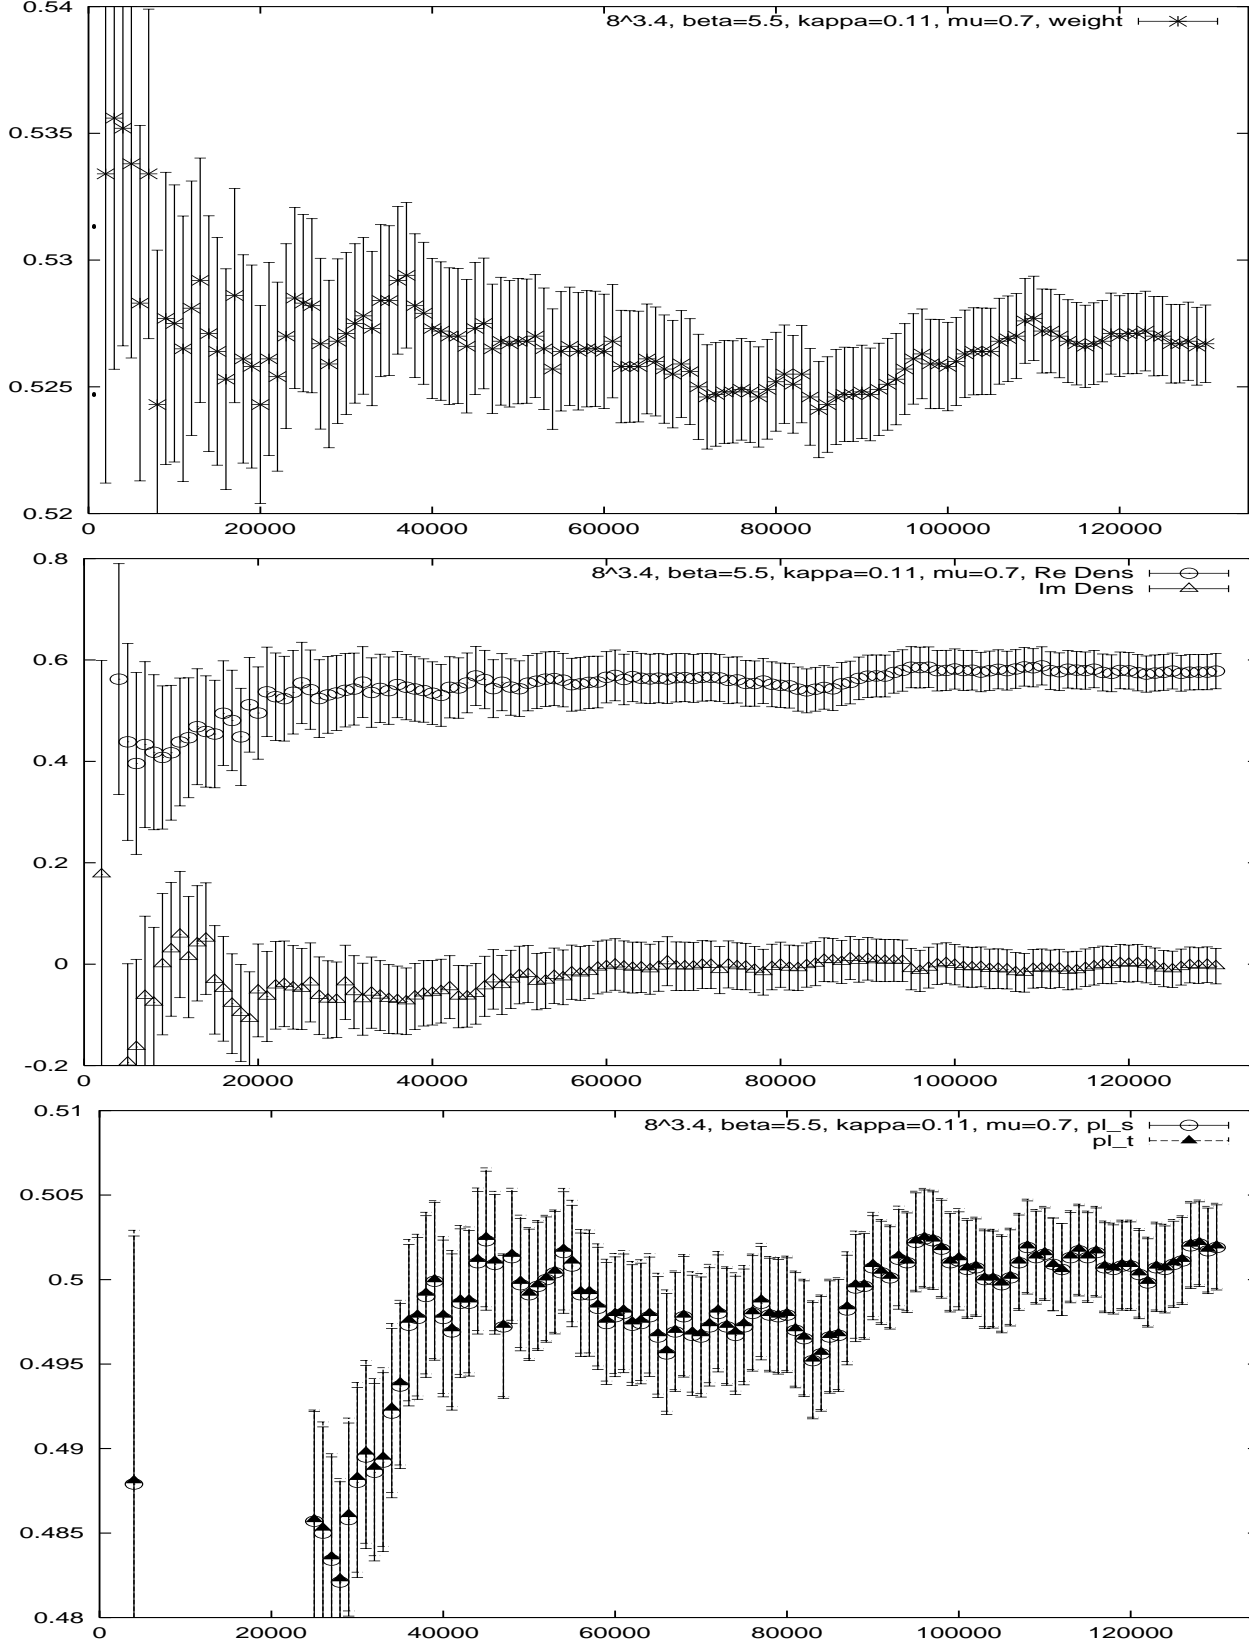 0.54
8^3.4, beta=5.5, kappa=0.11, mu=0.7, weight
0.535
0.53
0.525
0.52
0 20000 40000 60000 80000 100000 120000
0.8
8^3.4, beta=5.5, kappa=0.11, mu=0.7, Re Dens
Im Dens
0.6
0.4
0.2
0
-0.2
0 20000 40000 60000 80000 100000 120000
0.51
8^3.4, beta=5.5, kappa=0.11, mu=0.7, pl_s
pl_t
0.505
0.5
0.495
0.49
0.485
0.48
0 20000 40000 60000 80000 100000 120000